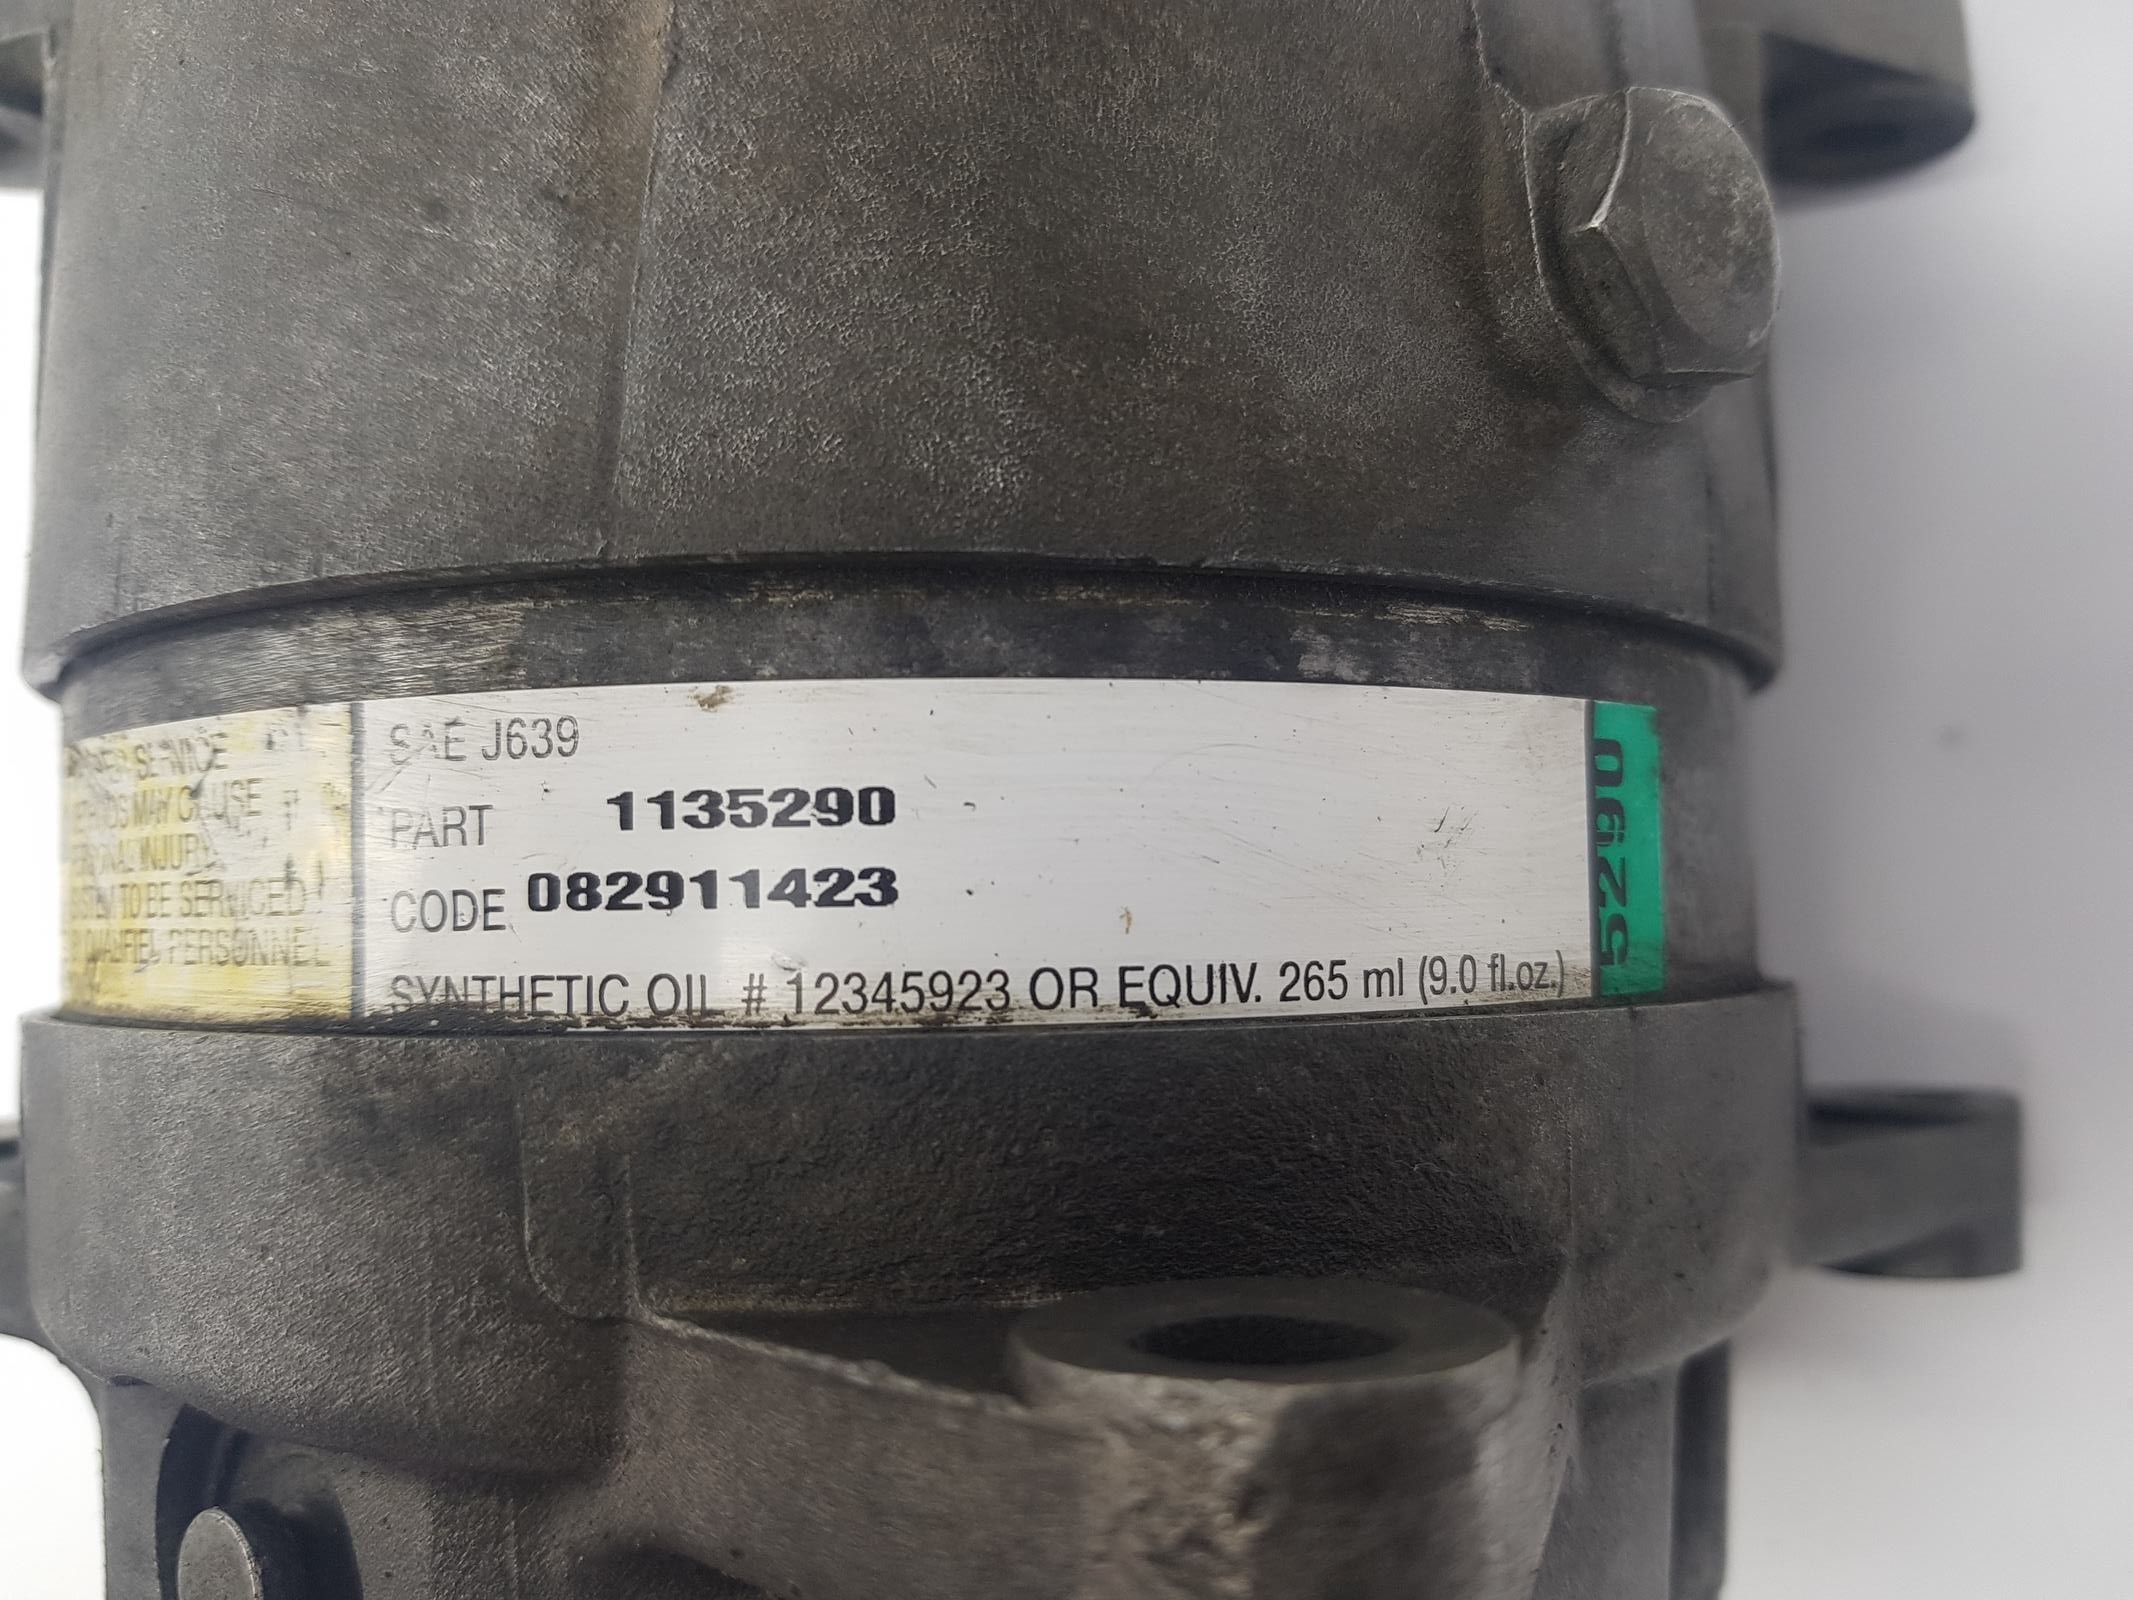 SERVICE
MAY CAUSE
INJURY
TO BE SERVICED
PERSONNEL
SAE J639
PART 1135290
CODE 082911423
SYNTHETIC OIL # 12345923 OR EQUIV. 265 ml (9.0 fl.oz.)
5290